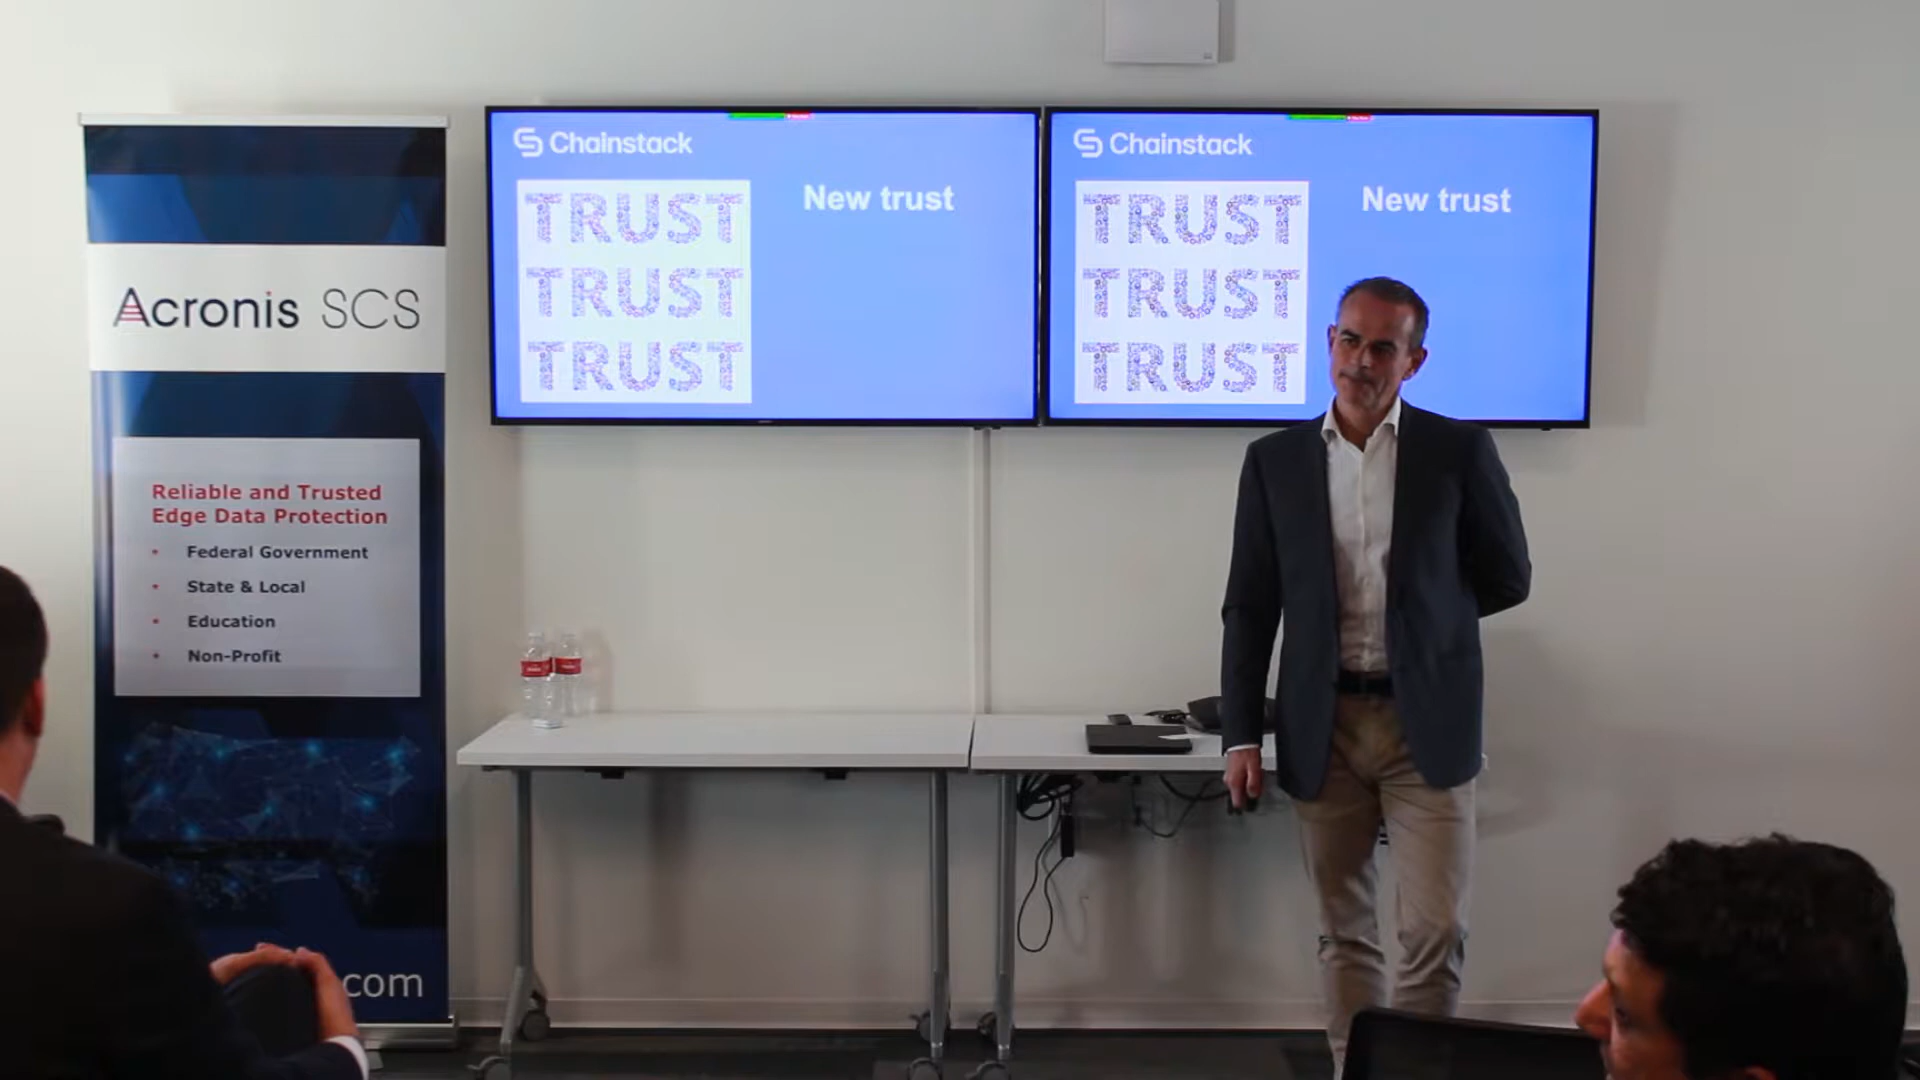 Acronis SCS
Reliable and Trusted
Edge Data Protection
• Federal Government
• State & Local
• Education
• Non-Profit
com
Chainstack
New trust
TRUST
TRUST
TRUST
Chainstack
New trust
TRUST
TRUST
TRUST